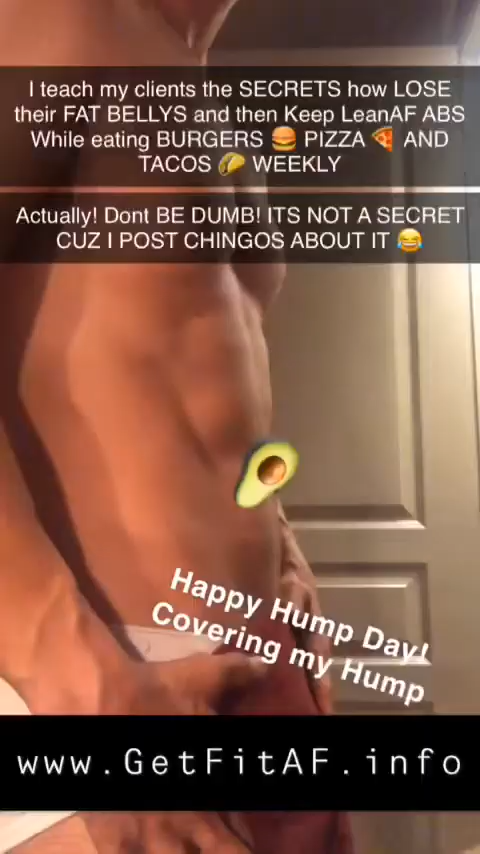 I teach my clients the SECRETS how LOSE
their FAT BELLYS and then Keep LeanAF ABS
While eating BURGERS 🍔 PIZZA 🍕 AND
TACOS 🌮 WEEKLY
Actually! Dont BE DUMB! ITS NOT A SECRET
CUZ I POST CHINGOS ABOUT IT 😂
Happy Hump Day!
Covering my Hump
www.GetFitAF.info